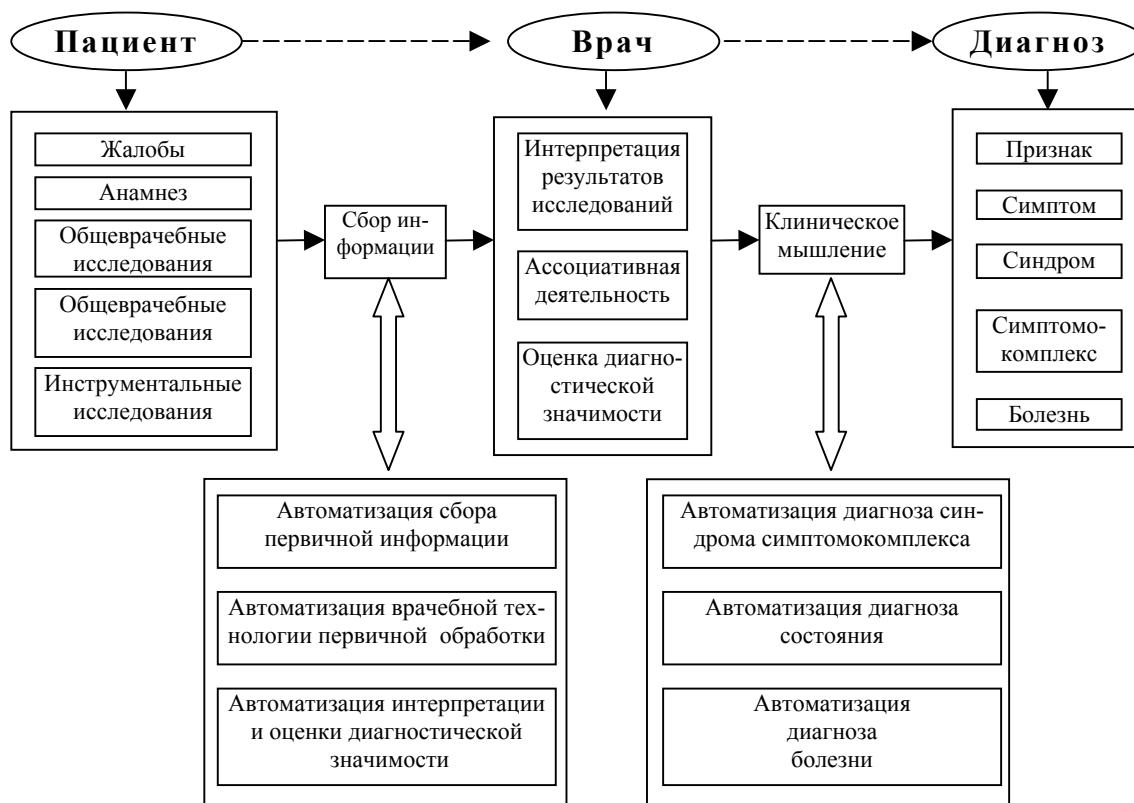 Пациент
Врач
Диагноз
Жалобы
Анамнез
Общеврачебные
исследования
Общеврачебные
исследования
Инструментальные
исследования
Сбор ин-
формации
Интерпретация
результатов
исследований
Ассоциативная
деятельность
Оценка диагно-
стической
значимости
Клиническое
мышление
Признак
Симптом
Синдром
Симптомо-
комплекс
Болезнь
Автоматизация сбора
первичной информации
Автоматизация врачебной тех-
нологии первичной обработки
Автоматизация интерпретации
и оценки диагностической
значимости
Автоматизация диагноза син-
дрома симптомокомплекса
Автоматизация диагноза
состояния
Автоматизация
диагноза
болезни